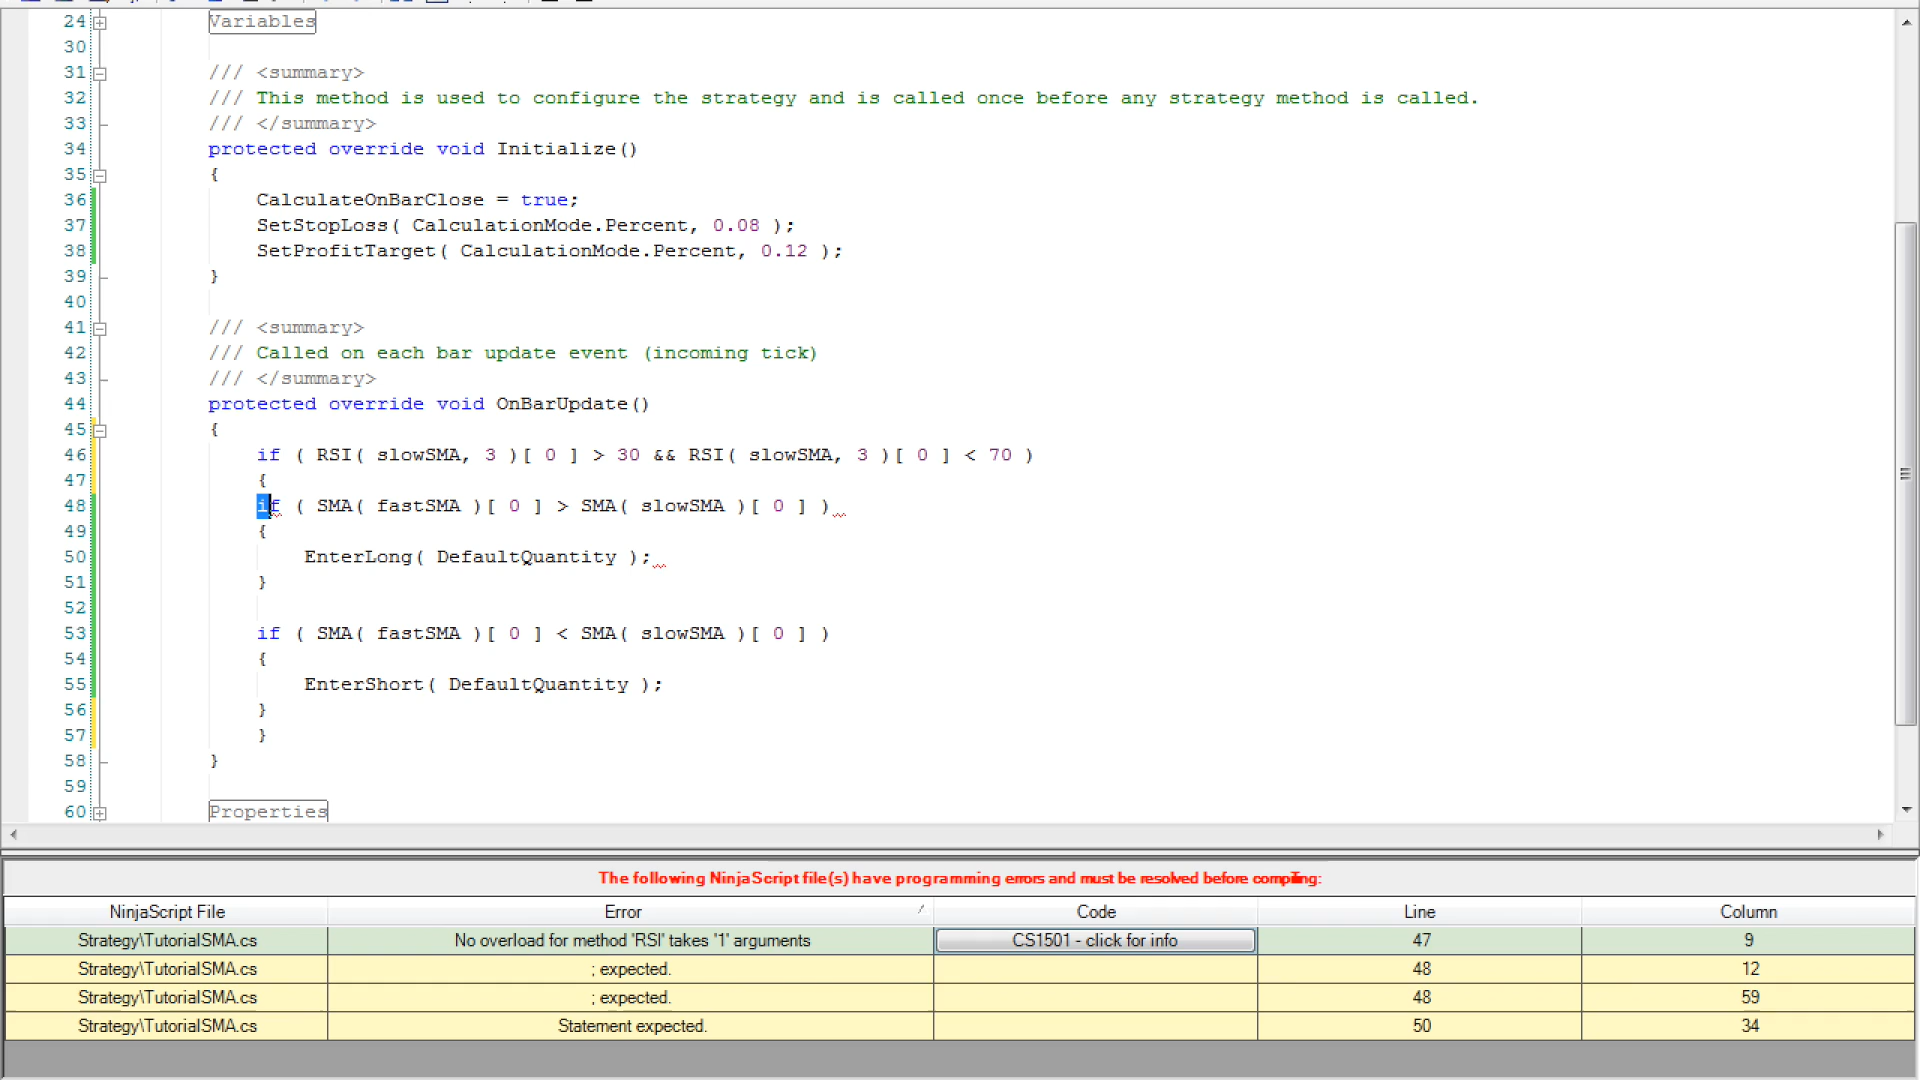 24 Variables
30
31 /// <summary>
32 /// This method is used to configure the strategy and is called once before any strategy method is called.
33 /// </summary>
34 protected override void Initialize()
35 {
36 CalculateOnBarClose = true;
37 SetStopLoss( CalculationMode.Percent, 0.08 );
38 SetProfitTarget( CalculationMode.Percent, 0.12 );
39 }
40
41 /// <summary>
42 /// Called on each bar update event (incoming tick)
43 /// </summary>
44 protected override void OnBarUpdate()
45 {
46 if ( RSI( slowSMA, 3 )[ 0 ] > 30 && RSI( slowSMA, 3 )[ 0 ] < 70 )
47 {
48 if ( SMA( fastSMA )[ 0 ] > SMA( slowSMA )[ 0 ] )
49 {
50 EnterLong( DefaultQuantity );
51 }
52
53 if ( SMA( fastSMA )[ 0 ] < SMA( slowSMA )[ 0 ] )
54 {
55 EnterShort( DefaultQuantity );
56 }
57 }
58 }
59
60 Properties
The following NinjaScript file(s) have programming errors and must be resolved before compiling:
NinjaScript File Error Code Line Column
Strategy\TutorialSMA.cs No overload for method 'RSI' takes '1' arguments CS1501 - click for info 47 9
Strategy\TutorialSMA.cs ; expected. 48 12
Strategy\TutorialSMA.cs ; expected. 48 59
Strategy\TutorialSMA.cs Statement expected. 50 34